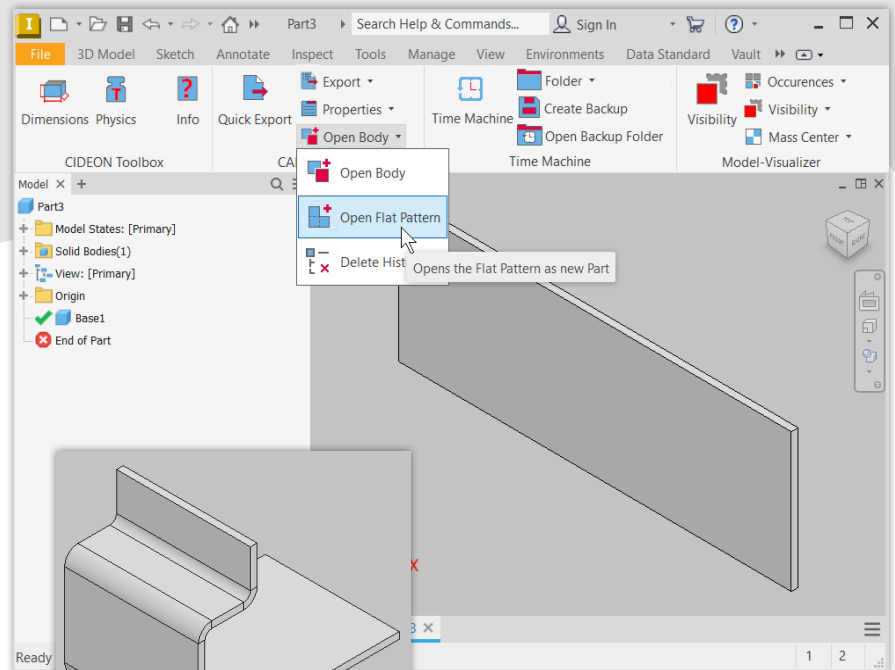 I
Part3
Search Help & Commands...
Sign In
?
File 3D Model Sketch Annotate Inspect Tools Manage View Environments Data Standard Vault
Dimensions Physics Info
CIDEON Toolbox
Quick Export
Export
Properties
Open Body
CA
Time Machine
Folder
Create Backup
Open Backup Folder
Time Machine
Visibility
Occurences
Visibility
Mass Center
Model-Visualizer
Open Body
Open Flat Pattern
Delete Hist
Opens the Flat Pattern as new Part
Model
Part3
Model States: [Primary]
Solid Bodies(1)
View: [Primary]
Origin
Base1
End of Part
TOP
RIGHT
X
3
Ready
1 2